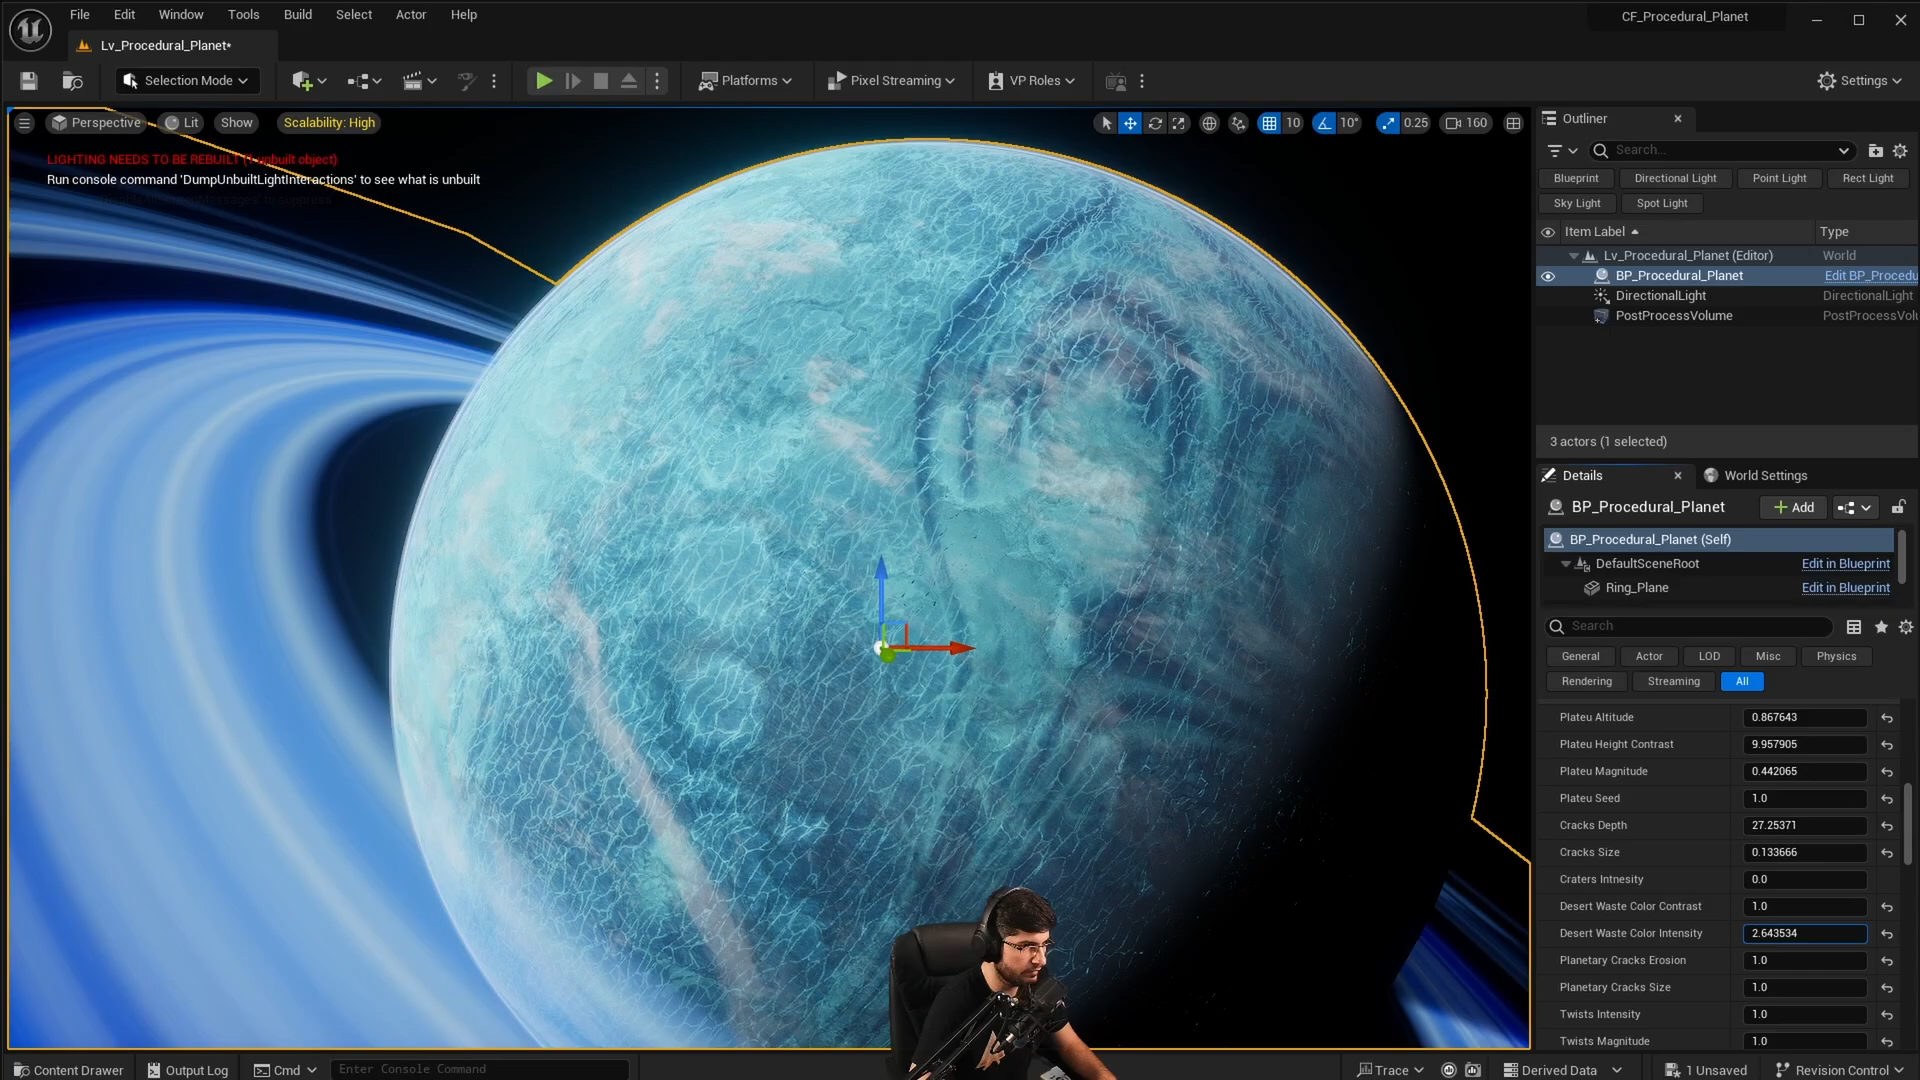 File Edit Window Tools Build Select Actor Help
CF_Procedural_Planet
Lv_Procedural_Planet*
Selection Mode
Platforms
Pixel Streaming
VP Roles
Settings
Perspective Lit Show Scalability: High
10 10° 0.25 160
LIGHTING NEEDS TO BE REBUILT (1 unbuilt object)
Run console command 'DumpUnbuiltLightInteractions' to see what is unbuilt
Outliner
Search...
Blueprint Directional Light Point Light Rect Light
Sky Light Spot Light
Item Label Type
Lv_Procedural_Planet (Editor) World
BP_Procedural_Planet Edit BP_Procedu
DirectionalLight DirectionalLight
PostProcessVolume PostProcessVolu
3 actors (1 selected)
Details World Settings
BP_Procedural_Planet Add
BP_Procedural_Planet (Self)
DefaultSceneRoot Edit in Blueprint
Ring_Plane Edit in Blueprint
Search
General Actor LOD Misc Physics
Rendering Streaming All
Plateu Altitude 0.867643
Plateu Height Contrast 9.957905
Plateu Magnitude 0.442065
Plateu Seed 1.0
Cracks Depth 27.25371
Cracks Size 0.133666
Craters Intnesity 0.0
Desert Waste Color Contrast 1.0
Desert Waste Color Intensity 2.643534
Planetary Cracks Erosion 1.0
Planetary Cracks Size 1.0
Twists Intensity 1.0
Twists Magnitude 1.0
Content Drawer Output Log Cmd Enter Console Command Trace Derived Data 1 Unsaved Revision Control